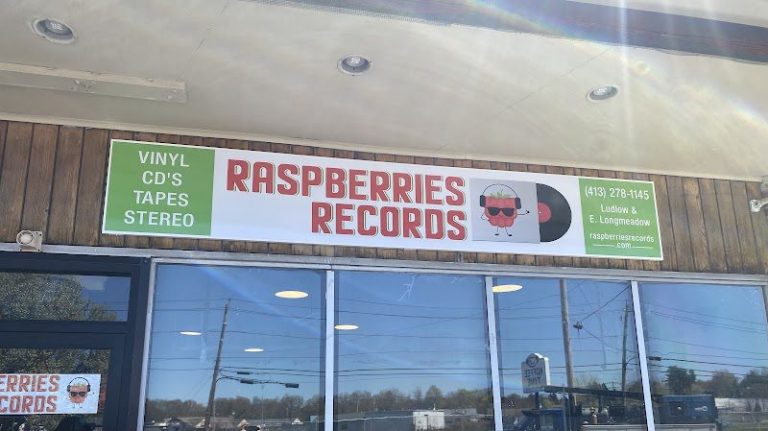 VINYL
CD'S
TAPES
STEREO
RASPBERRIES
RECORDS
(413) 278-1145
Ludlow &
E. Longmeadow
raspberriesrecords
.com
ERRIES
CORDS